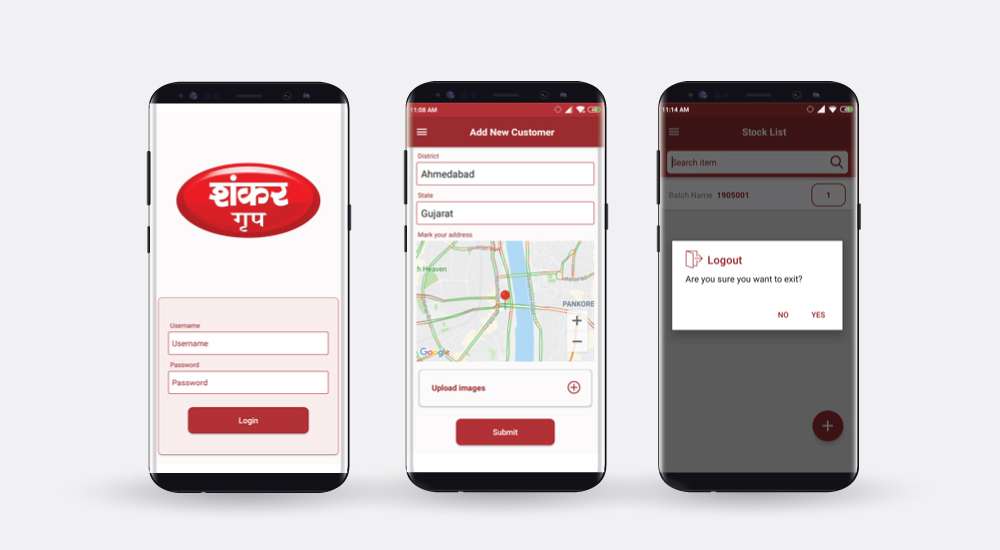 शंकर
गृप
Username
Username
Password
Password
Login
11:08 AM
Add New Customer
District
Ahmedabad
State
Gujarat
Mark your address
h Heaven
PANKORE
Google
Upload images
Submit
11:14 AM
Stock List
Search item
Batch Name 1905001
1
Logout
Are you sure you want to exit?
NO YES